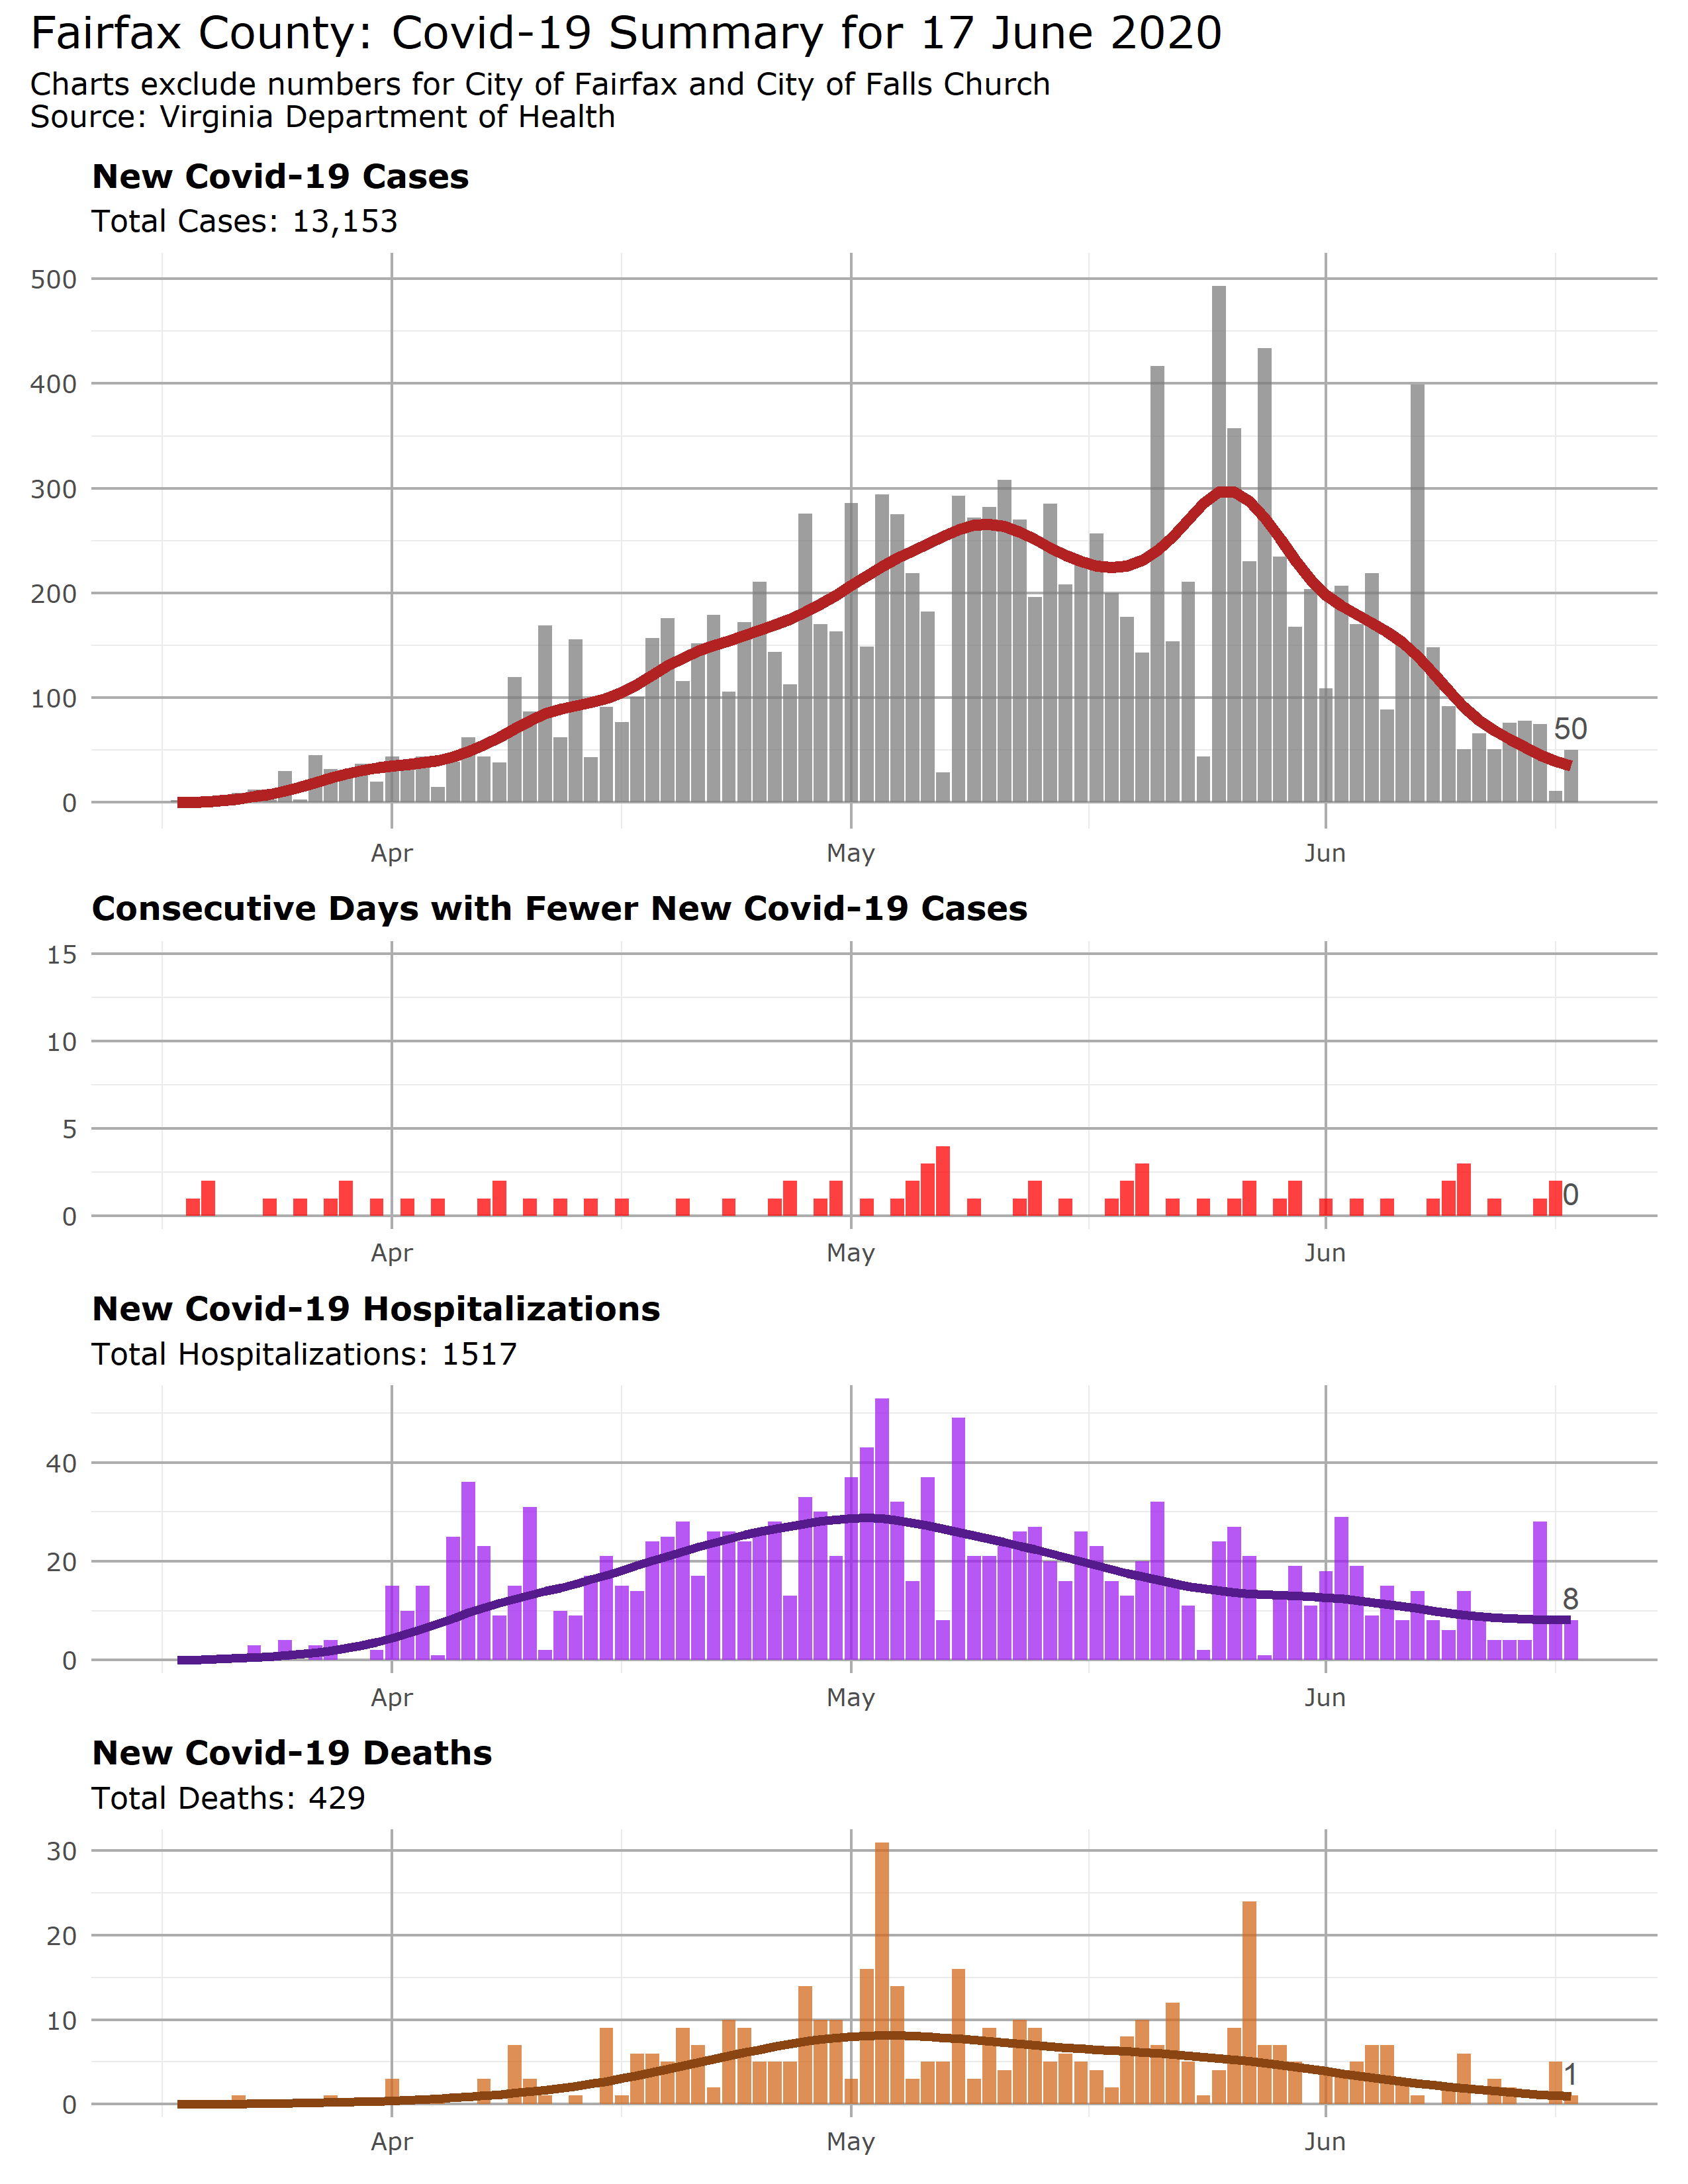 Fairfax County: Covid-19 Summary for 17 June 2020
Charts exclude numbers for City of Fairfax and City of Falls Church
Source: Virginia Department of Health
New Covid-19 Cases
Total Cases: 13,153
500
400
300
200
100
0
50
Apr May Jun
Consecutive Days with Fewer New Covid-19 Cases
15
10
5
0
0
Apr May Jun
New Covid-19 Hospitalizations
Total Hospitalizations: 1517
40
20
0
8
Apr May Jun
New Covid-19 Deaths
Total Deaths: 429
30
20
10
0
1
Apr May Jun